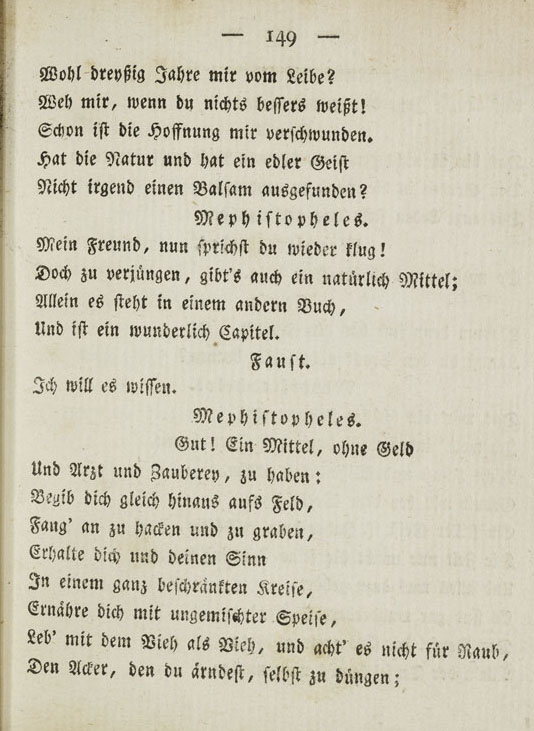 — 149 —
Wohl dreyßig Jahre mir vom Leibe?
Weh mir, wenn du nichts bessers weißt!
Schon ist die Hoffnung mir verschwunden.
Hat die Natur und hat ein edler Geist
Nicht irgend einen Balsam ausgefunden?
Mephistopheles.
Mein Freund, nun sprichst du wieder klug!
Doch zu verjüngen, gibt's auch ein natürlich Mittel;
Allein es steht in einem andern Buch,
Und ist ein wunderlich Capitel.
Faust.
Ich will es wissen.
Mephistopheles.
Gut! Ein Mittel, ohne Geld
Und Arzt und Zauberey, zu haben:
Begib dich gleich hinaus aufs Feld,
Fang' an zu hacken und zu graben,
Erhalte dich und deinen Sinn
In einem ganz beschränkten Kreise,
Ernähre dich mit ungemischter Speise,
Leb' mit dem Vieh als Vieh, und acht' es nicht für Raub,
Den Acker, den du ärndest, selbst zu düngen;